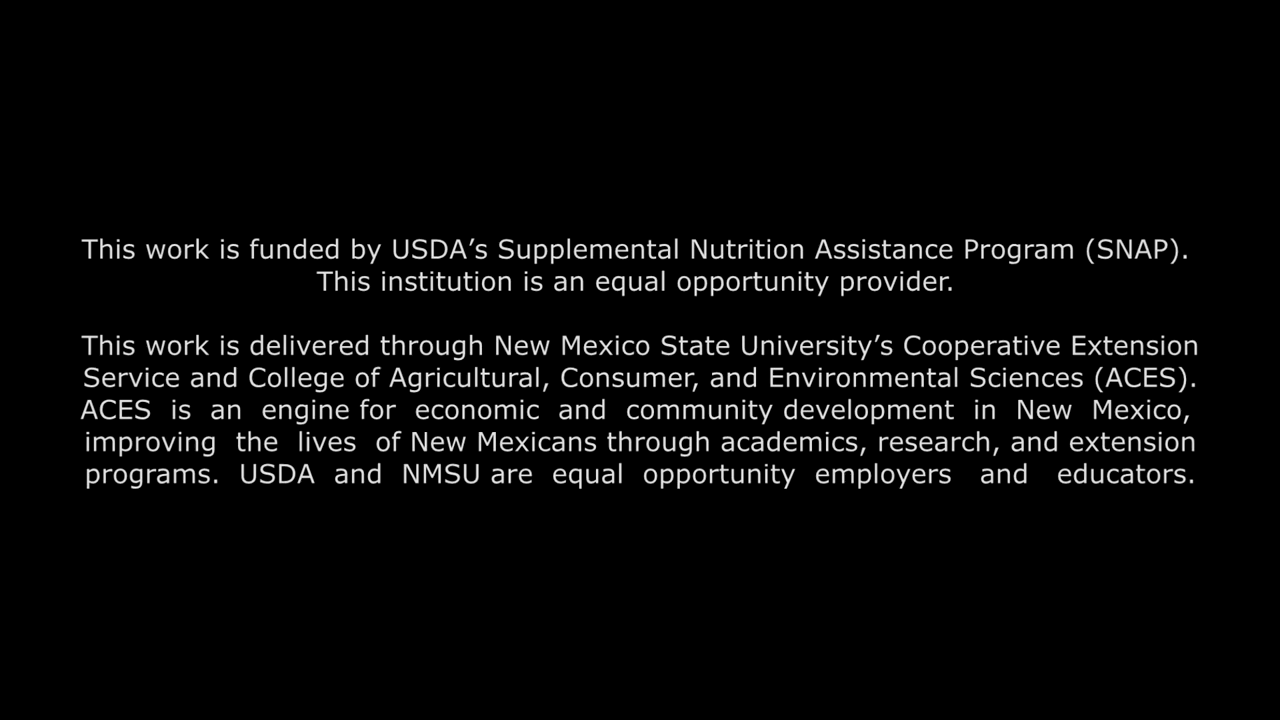 This work is funded by USDA’s Supplemental Nutrition Assistance Program (SNAP).
This institution is an equal opportunity provider.
This work is delivered through New Mexico State University’s Cooperative Extension
Service and College of Agricultural, Consumer, and Environmental Sciences (ACES).
ACES is an engine for economic and community development in New Mexico,
improving the lives of New Mexicans through academics, research, and extension
programs. USDA and NMSU are equal opportunity employers and educators.